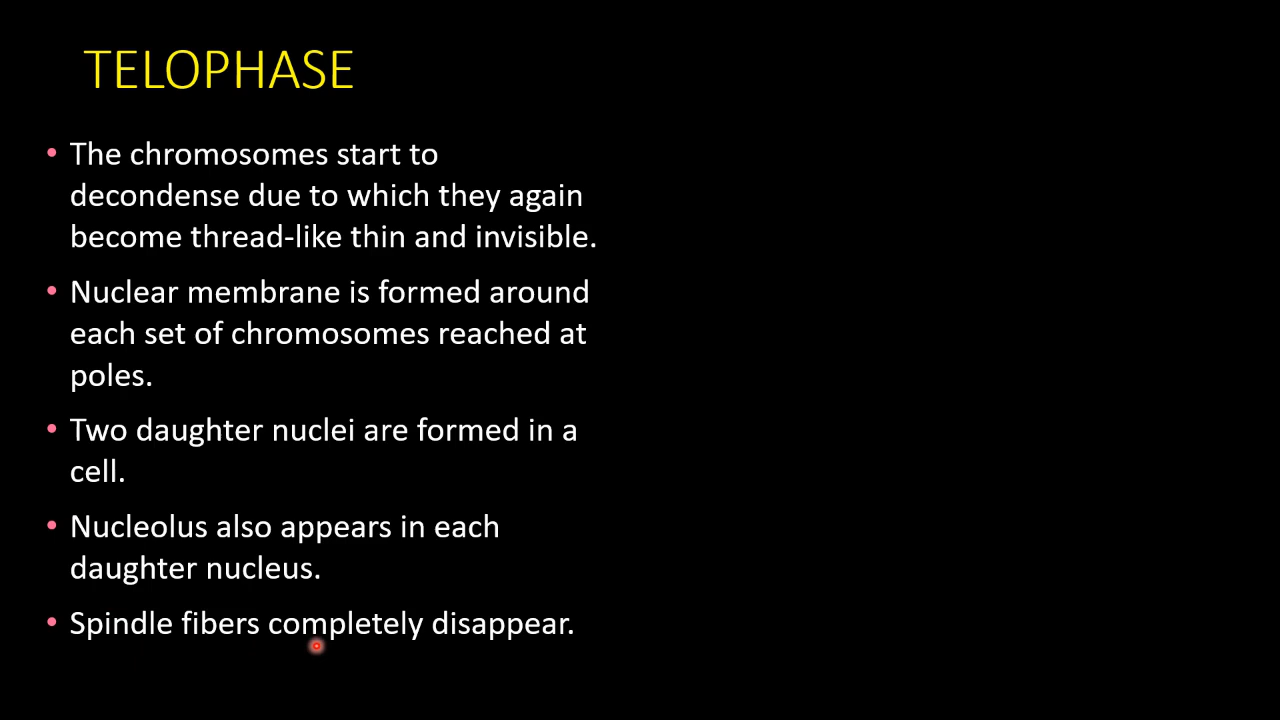 TELOPHASE
• The chromosomes start to
decondense due to which they again
become thread-like thin and invisible.
• Nuclear membrane is formed around
each set of chromosomes reached at
poles.
• Two daughter nuclei are formed in a
cell.
• Nucleolus also appears in each
daughter nucleus.
• Spindle fibers completely disappear.